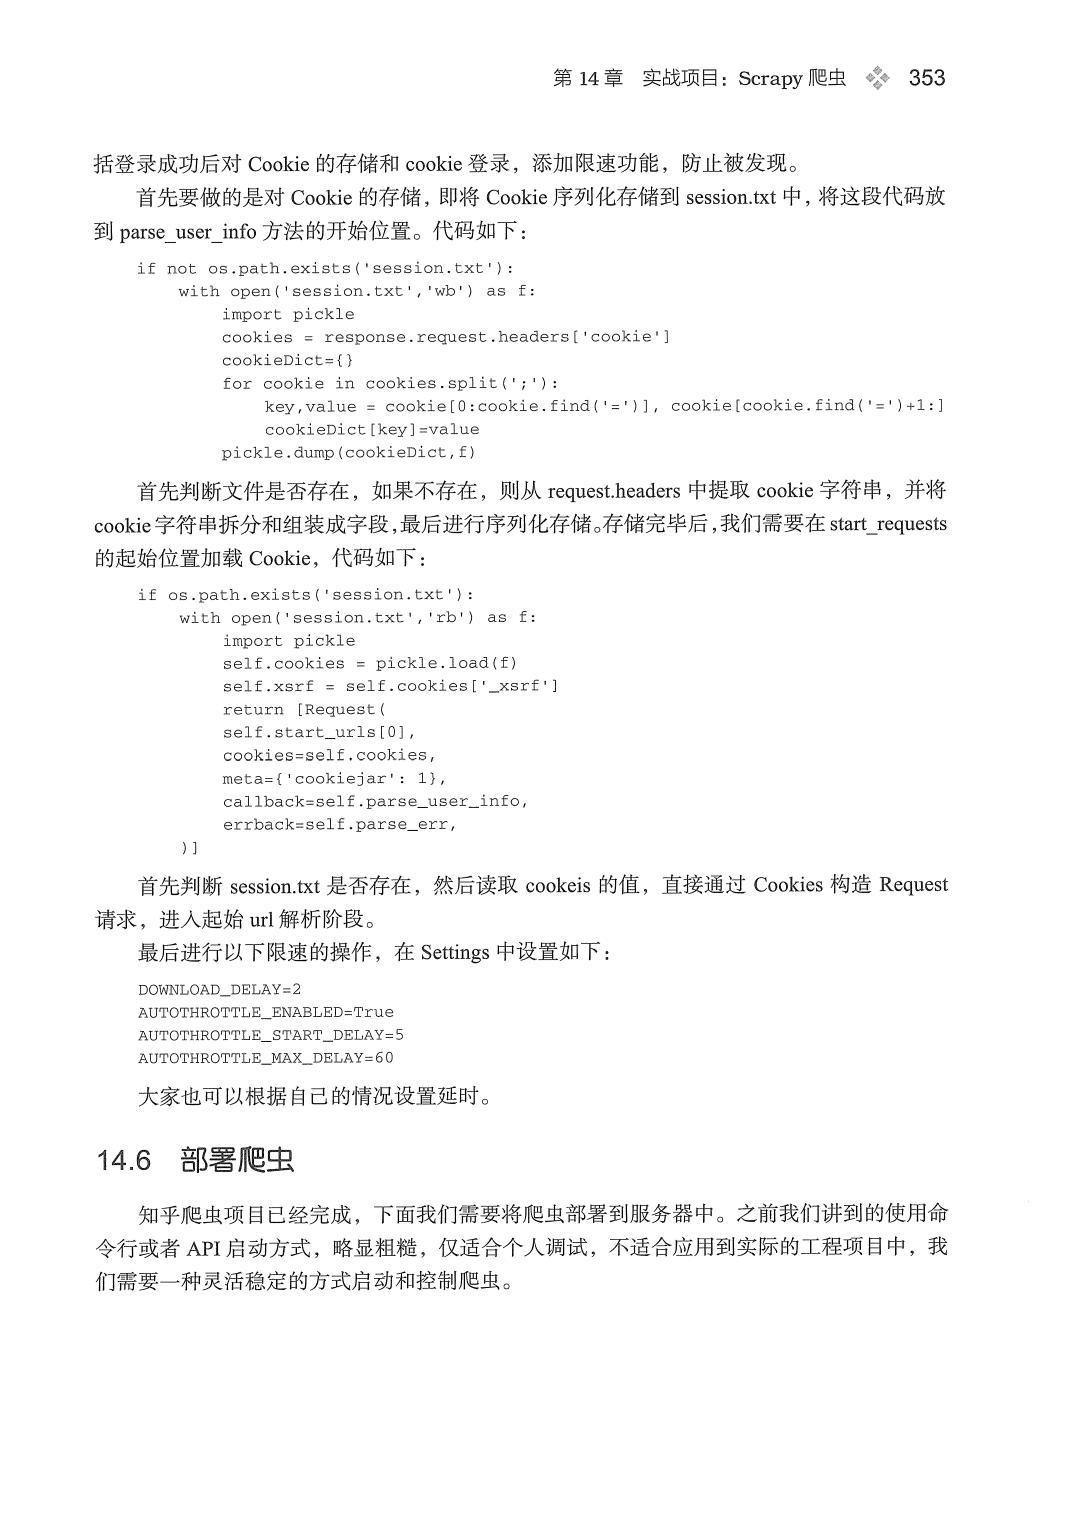 第 14 章　实战项目：Scrapy 爬虫　353
括登录成功后对 Cookie 的存储和 cookie 登录，添加限速功能，防止被发现。
首先要做的是对 Cookie 的存储，即将 Cookie 序列化存储到 session.txt 中，将这段代码放
到 parse_user_info 方法的开始位置。代码如下：
if not os.path.exists('session.txt'):
    with open('session.txt','wb') as f:
        import pickle
        cookies = response.request.headers['cookie']
        cookieDict={}
        for cookie in cookies.split(';'):
            key,value = cookie[0:cookie.find('=')], cookie[cookie.find('=')+1:]
            cookieDict[key]=value
        pickle.dump(cookieDict,f)
首先判断文件是否存在，如果不存在，则从 request.headers 中提取 cookie 字符串，并将
cookie 字符串拆分和组装成字段，最后进行序列化存储。存储完毕后，我们需要在 start_requests
的起始位置加载 Cookie，代码如下：
if os.path.exists('session.txt'):
    with open('session.txt','rb') as f:
        import pickle
        self.cookies = pickle.load(f)
        self.xsrf = self.cookies['_xsrf']
        return [Request(
        self.start_urls[0],
        cookies=self.cookies,
        meta={'cookiejar': 1},
        callback=self.parse_user_info,
        errback=self.parse_err,
    )]
首先判断 session.txt 是否存在，然后读取 cookeis 的值，直接通过 Cookies 构造 Request
请求，进入起始 url 解析阶段。
最后进行以下限速的操作，在 Settings 中设置如下：
DOWNLOAD_DELAY=2
AUTOTHROTTLE_ENABLED=True
AUTOTHROTTLE_START_DELAY=5
AUTOTHROTTLE_MAX_DELAY=60
大家也可以根据自己的情况设置延时。
14.6　部署爬虫
知乎爬虫项目已经完成，下面我们需要将爬虫部署到服务器中。之前我们讲到的使用命
令行或者 API 启动方式，略显粗糙，仅适合个人调试，不适合应用到实际的工程项目中，我
们需要一种灵活稳定的方式启动和控制爬虫。